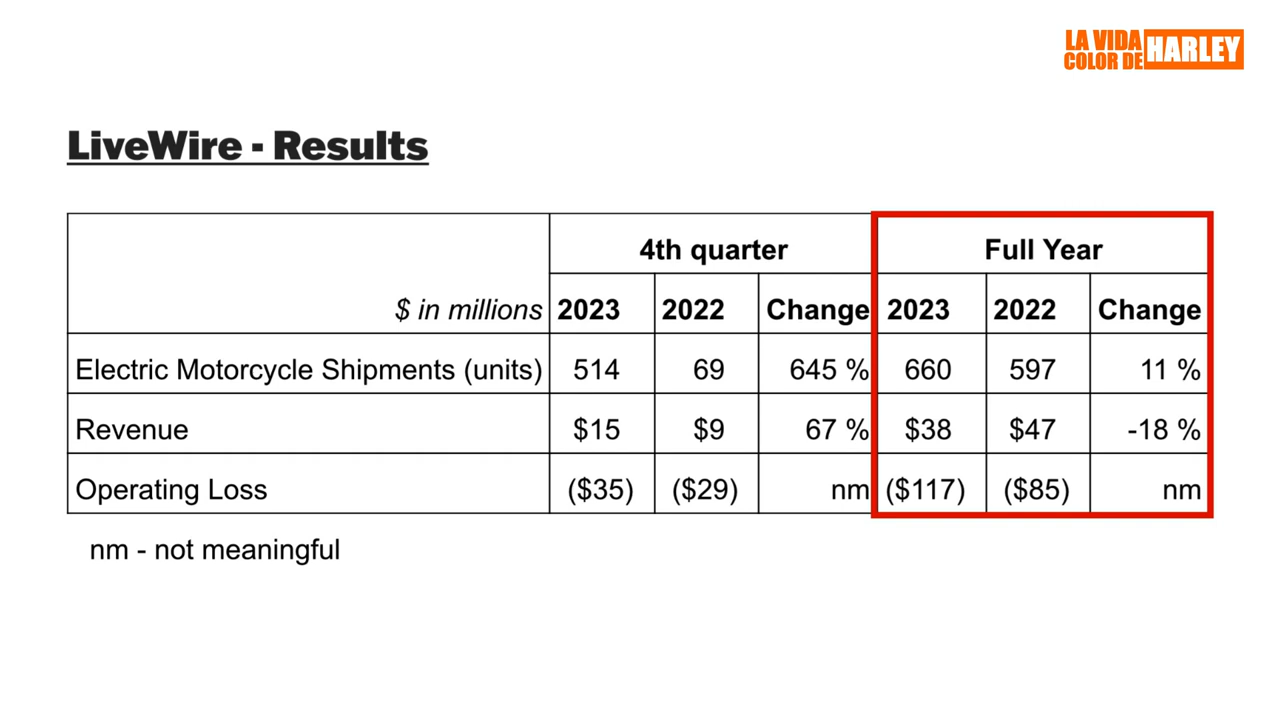 LA VIDA
COLOR DE HARLEY
LiveWire - Results
4th quarter Full Year
$ in millions 2023 2022 Change 2023 2022 Change
Electric Motorcycle Shipments (units) 514 69 645 % 660 597 11 %
Revenue $15 $9 67 % $38 $47 -18 %
Operating Loss ($35) ($29) nm ($117) ($85) nm
nm - not meaningful